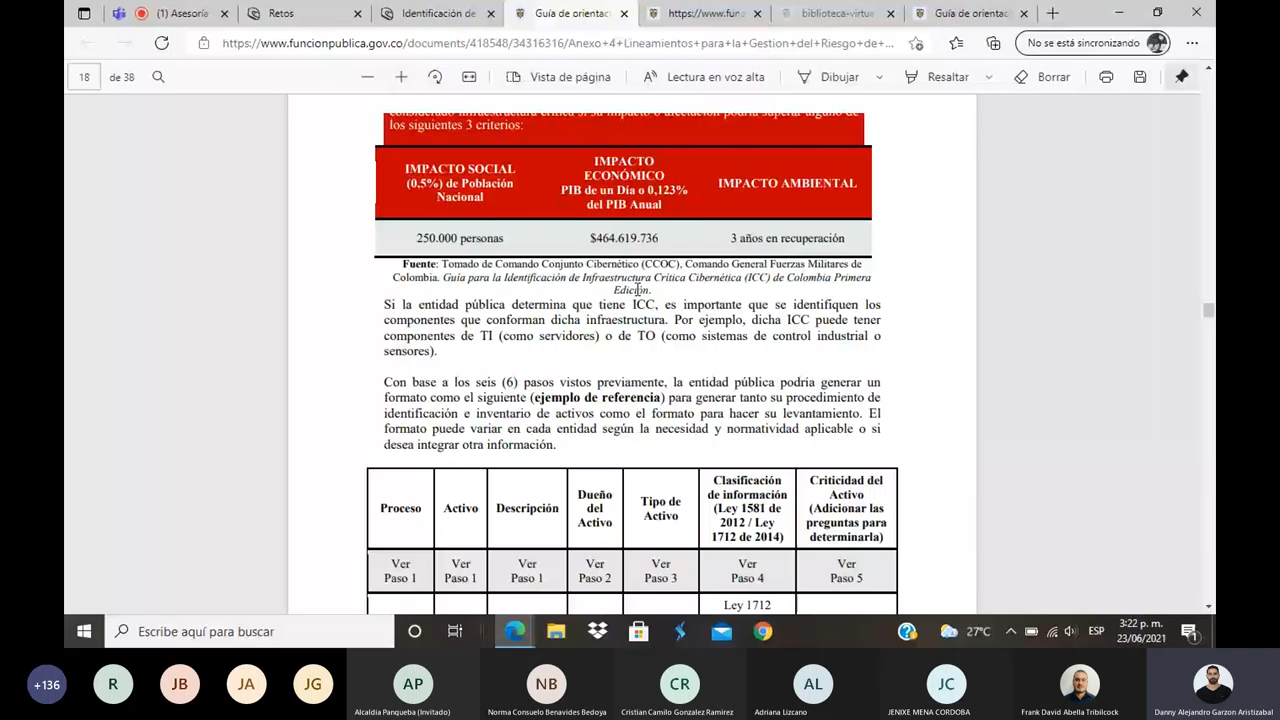 (1) Asesoría
Retos
Identificación de
Guía de orientac
https://www.func
biblioteca-virtue
Guía de orientac
https://www.funcionpublica.gov.co/documents/418548/34316316/Anexo+4+Lineamientos+para+la+Gestion+del+Riesgo+de+...
No se está sincronizando
18 de 38
Vista de página
Lectura en voz alta
Dibujar
Resaltar
Borrar
considerado infraestructura crítica si su impacto o afectación podría superar alguno de
los siguientes 3 criterios:
IMPACTO SOCIAL
(0,5%) de Población
Nacional
IMPACTO
ECONÓMICO
PIB de un Día o 0,123%
del PIB Anual
IMPACTO AMBIENTAL
250.000 personas
$464.619.736
3 años en recuperación
Fuente: Tomado de Comando Conjunto Cibernético (CCOC), Comando General Fuerzas Militares de
Colombia. Guía para la Identificación de Infraestructura Crítica Cibernética (ICC) de Colombia Primera
Edición.
Si la entidad pública determina que tiene ICC, es importante que se identifiquen los
componentes que conforman dicha infraestructura. Por ejemplo, dicha ICC puede tener
componentes de TI (como servidores) o de TO (como sistemas de control industrial o
sensores).
Con base a los seis (6) pasos vistos previamente, la entidad pública podría generar un
formato como el siguiente (ejemplo de referencia) para generar tanto su procedimiento de
identificación e inventario de activos como el formato para hacer su levantamiento. El
formato puede variar en cada entidad según la necesidad y normatividad aplicable o si
desea integrar otra información.
Proceso
Activo
Descripción
Dueño
del
Activo
Tipo de
Activo
Clasificación
de información
(Ley 1581 de
2012 / Ley
1712 de 2014)
Criticidad del
Activo
(Adicionar las
preguntas para
determinarla)
Ver
Paso 1
Ver
Paso 1
Ver
Paso 1
Ver
Paso 2
Ver
Paso 3
Ver
Paso 4
Ver
Paso 5
Ley 1712
Escribe aquí para buscar
27°C
ESP
3:22 p. m.
23/06/2021
1
+136
R
JB
JA
JG
AP
NB
CR
AL
JC
Alcaldia Panqueba (Invitado)
Norma Consuelo Benavides Bedoya
Cristian Camilo Gonzalez Ramirez
Adriana Lizcano
JENIXE MENA CORDOBA
Frank David Abella Tribilcock
Danny Alejandro Garzon Aristizabal